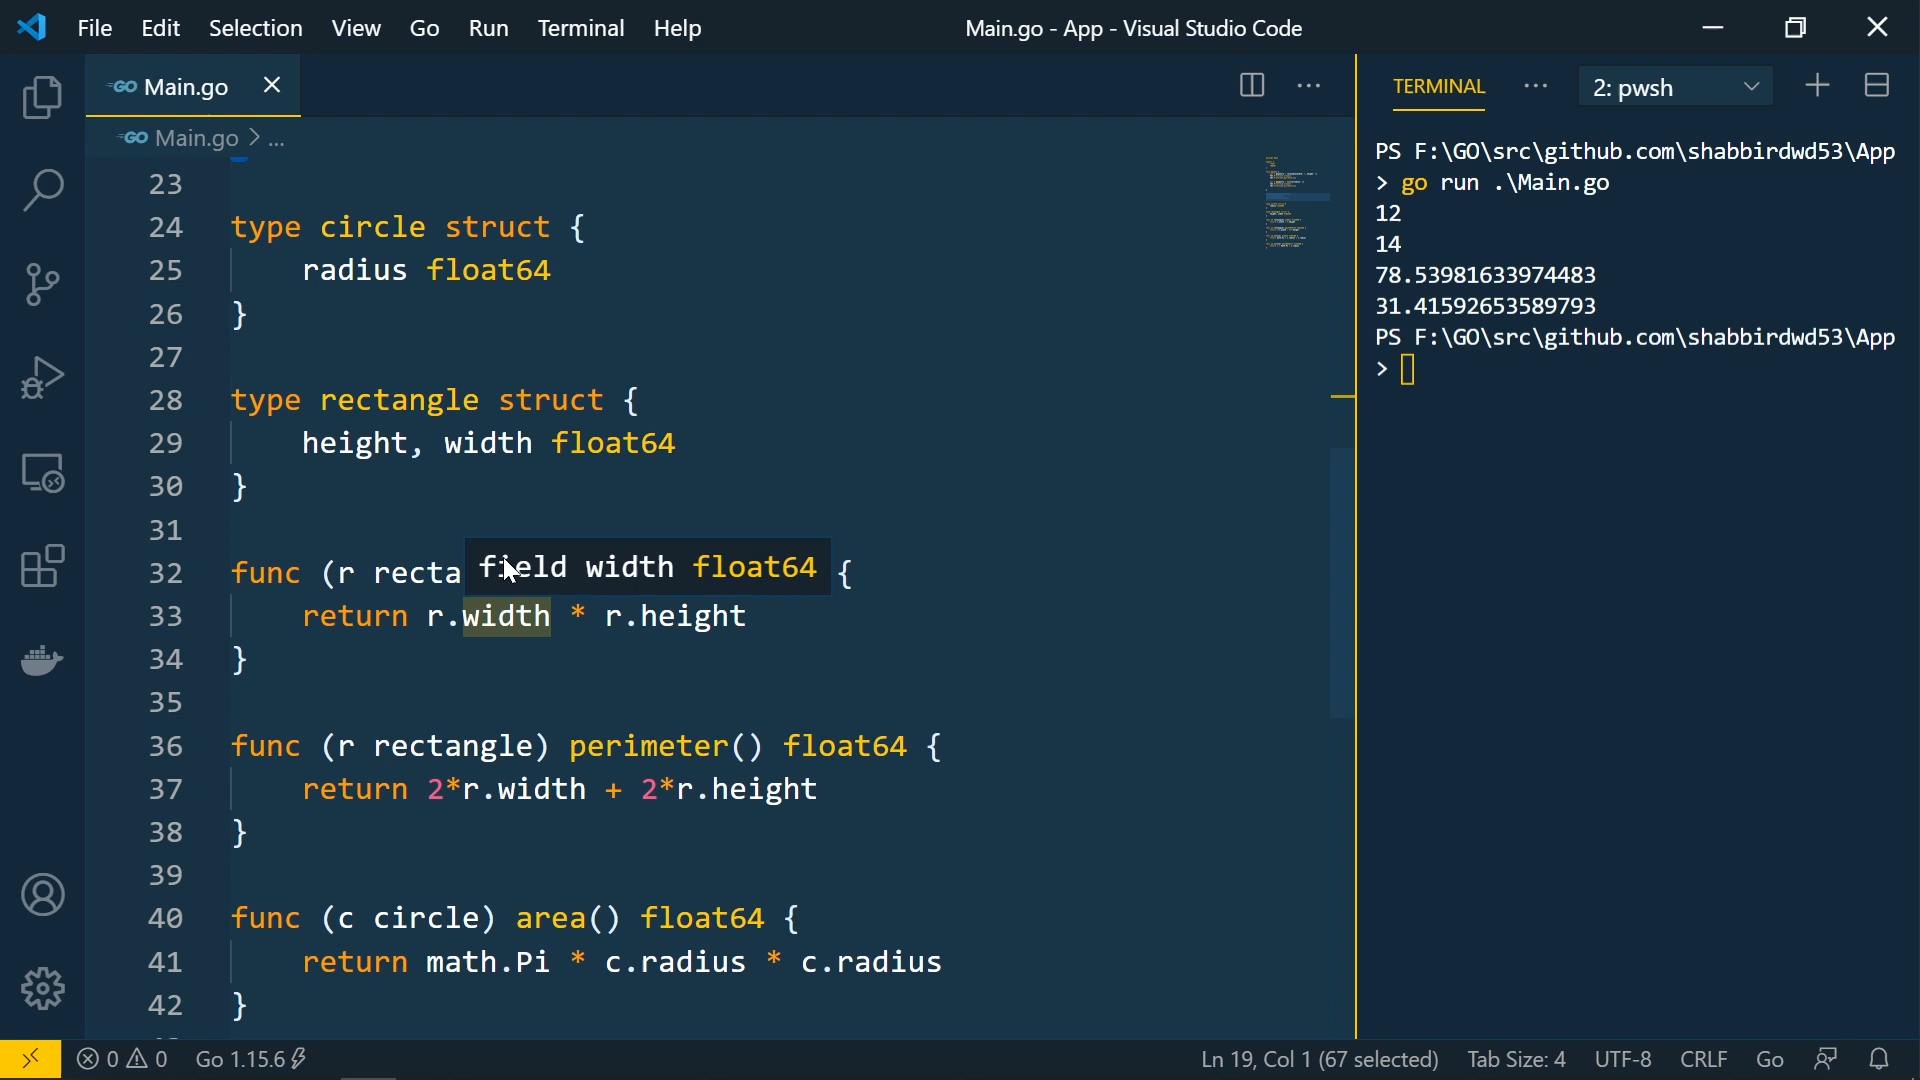 File Edit Selection View Go Run Terminal Help
Main.go - App - Visual Studio Code
Main.go
Main.go > ...
23
24 type circle struct {
25 radius float64
26 }
27
28 type rectangle struct {
29 height, width float64
30 }
31
field width float64
32 func (r recta {
33 return r.width * r.height
34 }
35
36 func (r rectangle) perimeter() float64 {
37 return 2*r.width + 2*r.height
38 }
39
40 func (c circle) area() float64 {
41 return math.Pi * c.radius * c.radius
42 }
TERMINAL ... 2: pwsh
PS F:\GO\src\github.com\shabbirdwd53\App
> go run .\Main.go
12
14
78.53981633974483
31.41592653589793
PS F:\GO\src\github.com\shabbirdwd53\App
>
0 0 Go 1.15.6
Ln 19, Col 1 (67 selected) Tab Size: 4 UTF-8 CRLF Go